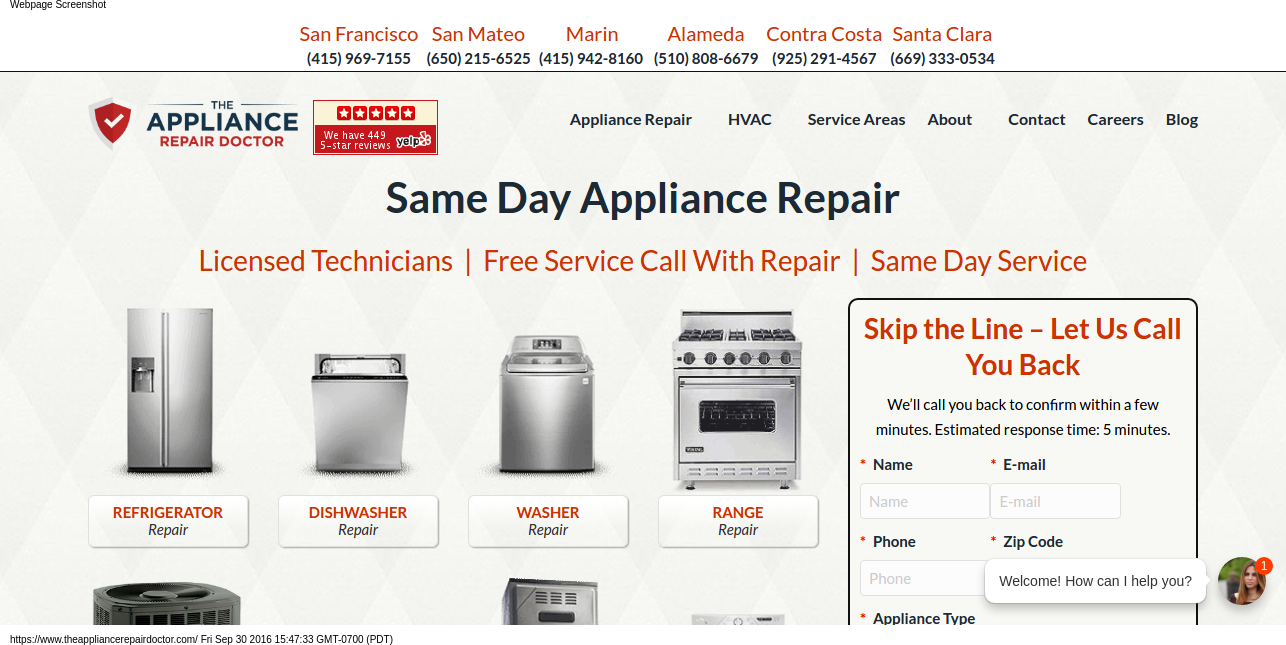 Webpage Screenshot
San Francisco San Mateo Marin Alameda Contra Costa Santa Clara
(415) 969-7155 (650) 215-6525 (415) 942-8160 (510) 808-6679 (925) 291-4567 (669) 333-0534
THE
APPLIANCE
REPAIR DOCTOR
We have 449
5-star reviews
yelp
Appliance Repair HVAC Service Areas About Contact Careers Blog
Same Day Appliance Repair
Licensed Technicians | Free Service Call With Repair | Same Day Service
REFRIGERATOR
Repair
DISHWASHER
Repair
WASHER
Repair
VIKING
RANGE
Repair
Skip the Line – Let Us Call
You Back
We'll call you back to confirm within a few
minutes. Estimated response time: 5 minutes.
* Name * E-mail
Name E-mail
* Phone * Zip Code
Phone
Welcome! How can I help you?
1
* Appliance Type
https://www.theappliancerepairdoctor.com/ Fri Sep 30 2016 15:47:33 GMT-0700 (PDT)